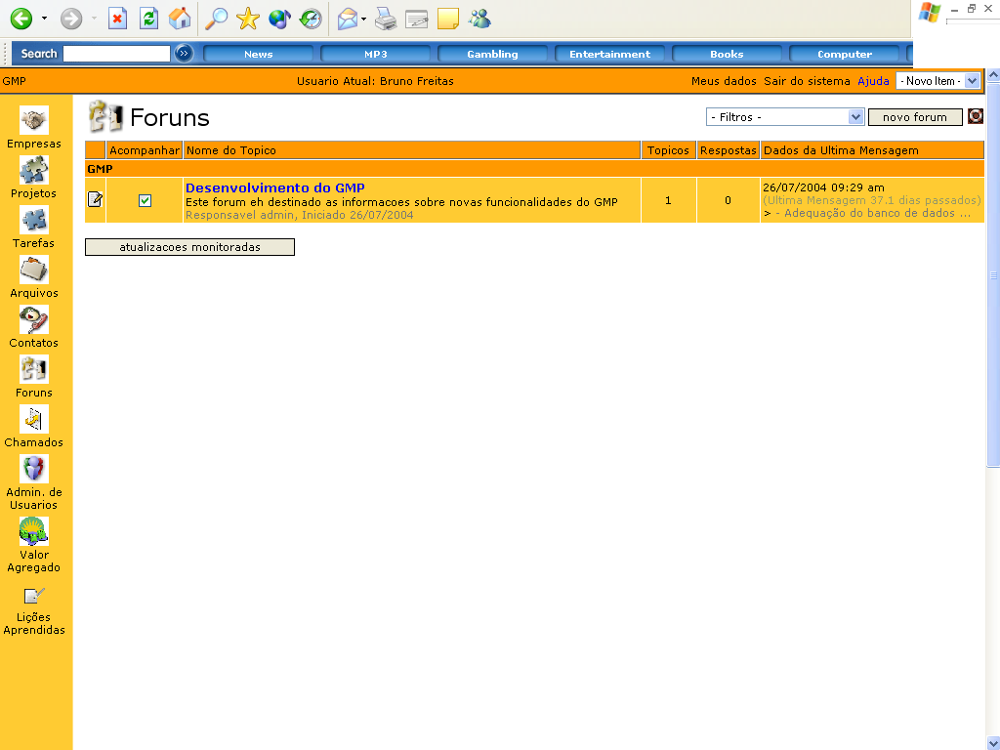 Search News MP3 Gambling Entertainment Books Computer
GMP Usuario Atual: Bruno Freitas Meus dados Sair do sistema Ajuda - Novo Item -
Foruns - Filtros - novo forum
Acompanhar Nome do Topico Topicos Respostas Dados da Ultima Mensagem
GMP
Desenvolvimento do GMP
Este forum eh destinado as informacoes sobre novas funcionalidades do GMP
Responsavel admin, Iniciado 26/07/2004
1
0
26/07/2004 09:29 am
(Ultima Mensagem 37.1 dias passados)
> - Adequação do banco de dados ...
atualizacoes monitoradas
Empresas
Projetos
Tarefas
Arquivos
Contatos
Foruns
Chamados
Admin. de
Usuarios
Valor
Agregado
Lições
Aprendidas